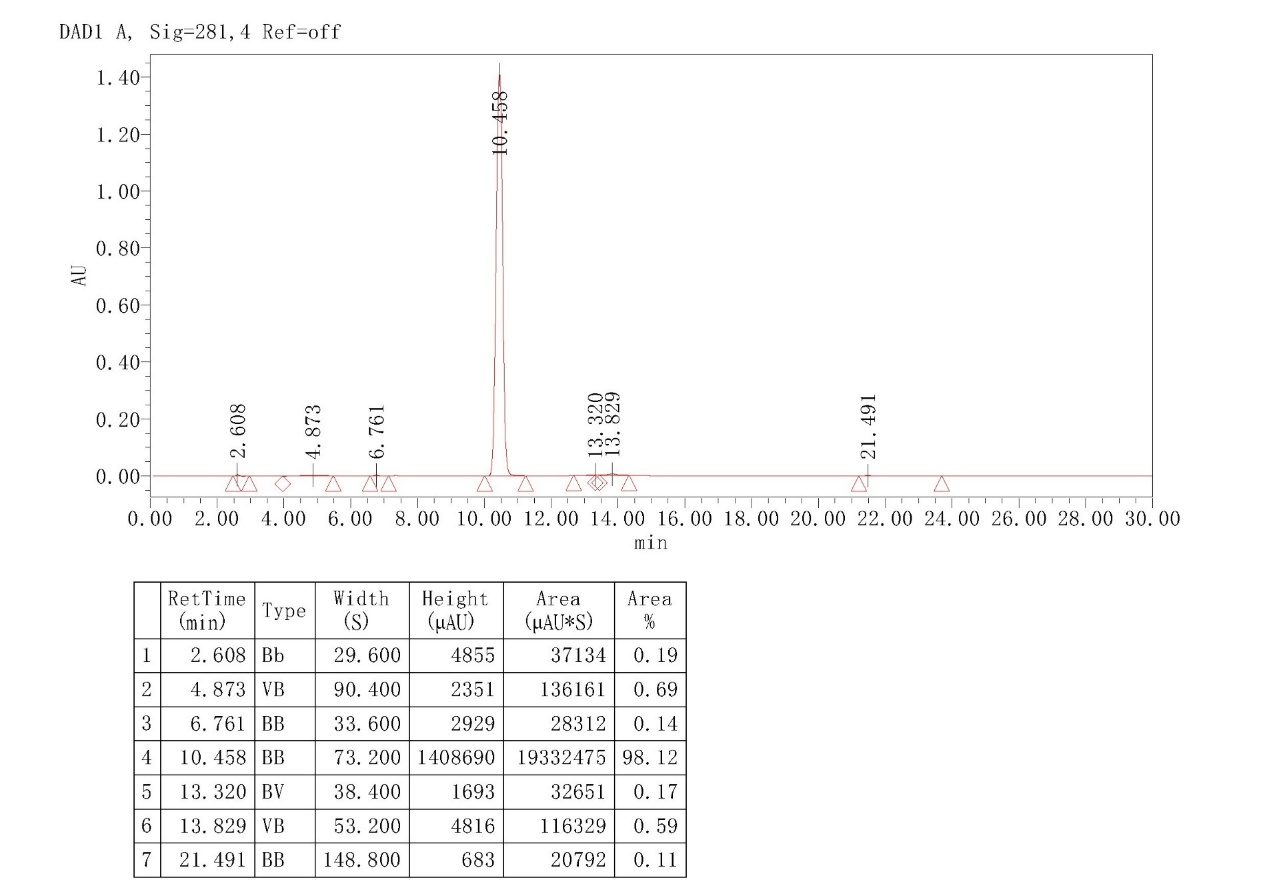 DAD1 A, Sig=281,4 Ref=off
1.40
1.20
1.00
0.80
0.60
0.40
0.20
0.00
AU
2.608
4.873
6.761
10.458
13.320
13.829
21.491
0.00 2.00 4.00 6.00 8.00 10.00 12.00 14.00 16.00 18.00 20.00 22.00 24.00 26.00 28.00 30.00
min
RetTime (min) Type Width (S) Height (μAU) Area (μAU*S) Area %
1 2.608 Bb 29.600 4855 37134 0.19
2 4.873 VB 90.400 2351 136161 0.69
3 6.761 BB 33.600 2929 28312 0.14
4 10.458 BB 73.200 1408690 19332475 98.12
5 13.320 BV 38.400 1693 32651 0.17
6 13.829 VB 53.200 4816 116329 0.59
7 21.491 BB 148.800 683 20792 0.11